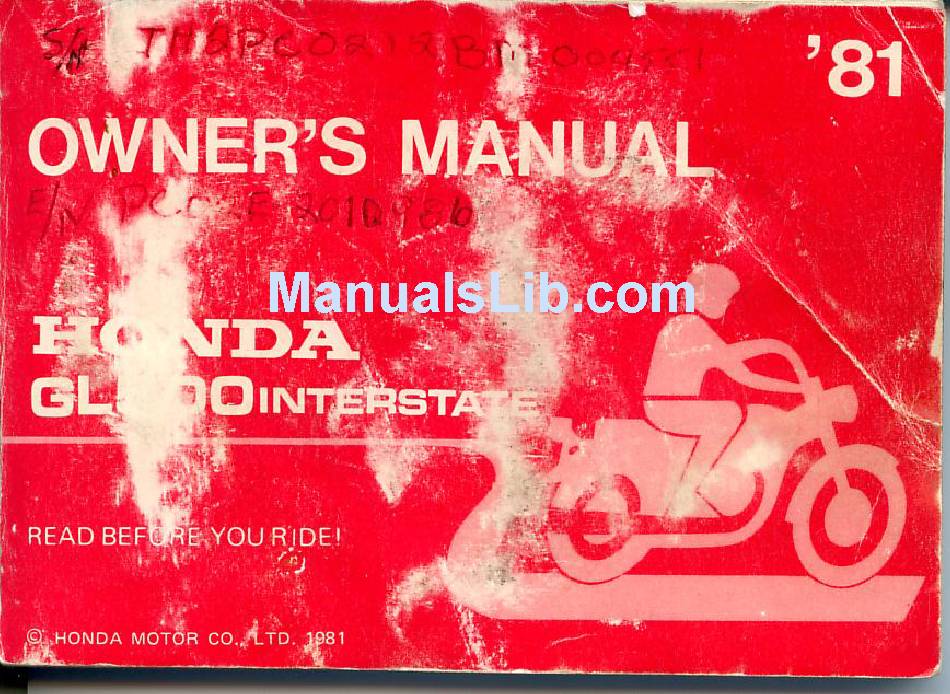 S/N
'81
OWNER'S MANUAL
E/N
ManualsLib.com
HONDA
INTERSTATE
READ BEFORE YOU RIDE!
© HONDA MOTOR CO., LTD. 1981